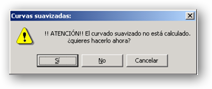 Curvas suavizadas:
!! ATENCIÓN!! El curvado suavizado no está calculado.
¿quieres hacerlo ahora?
Sí No Cancelar